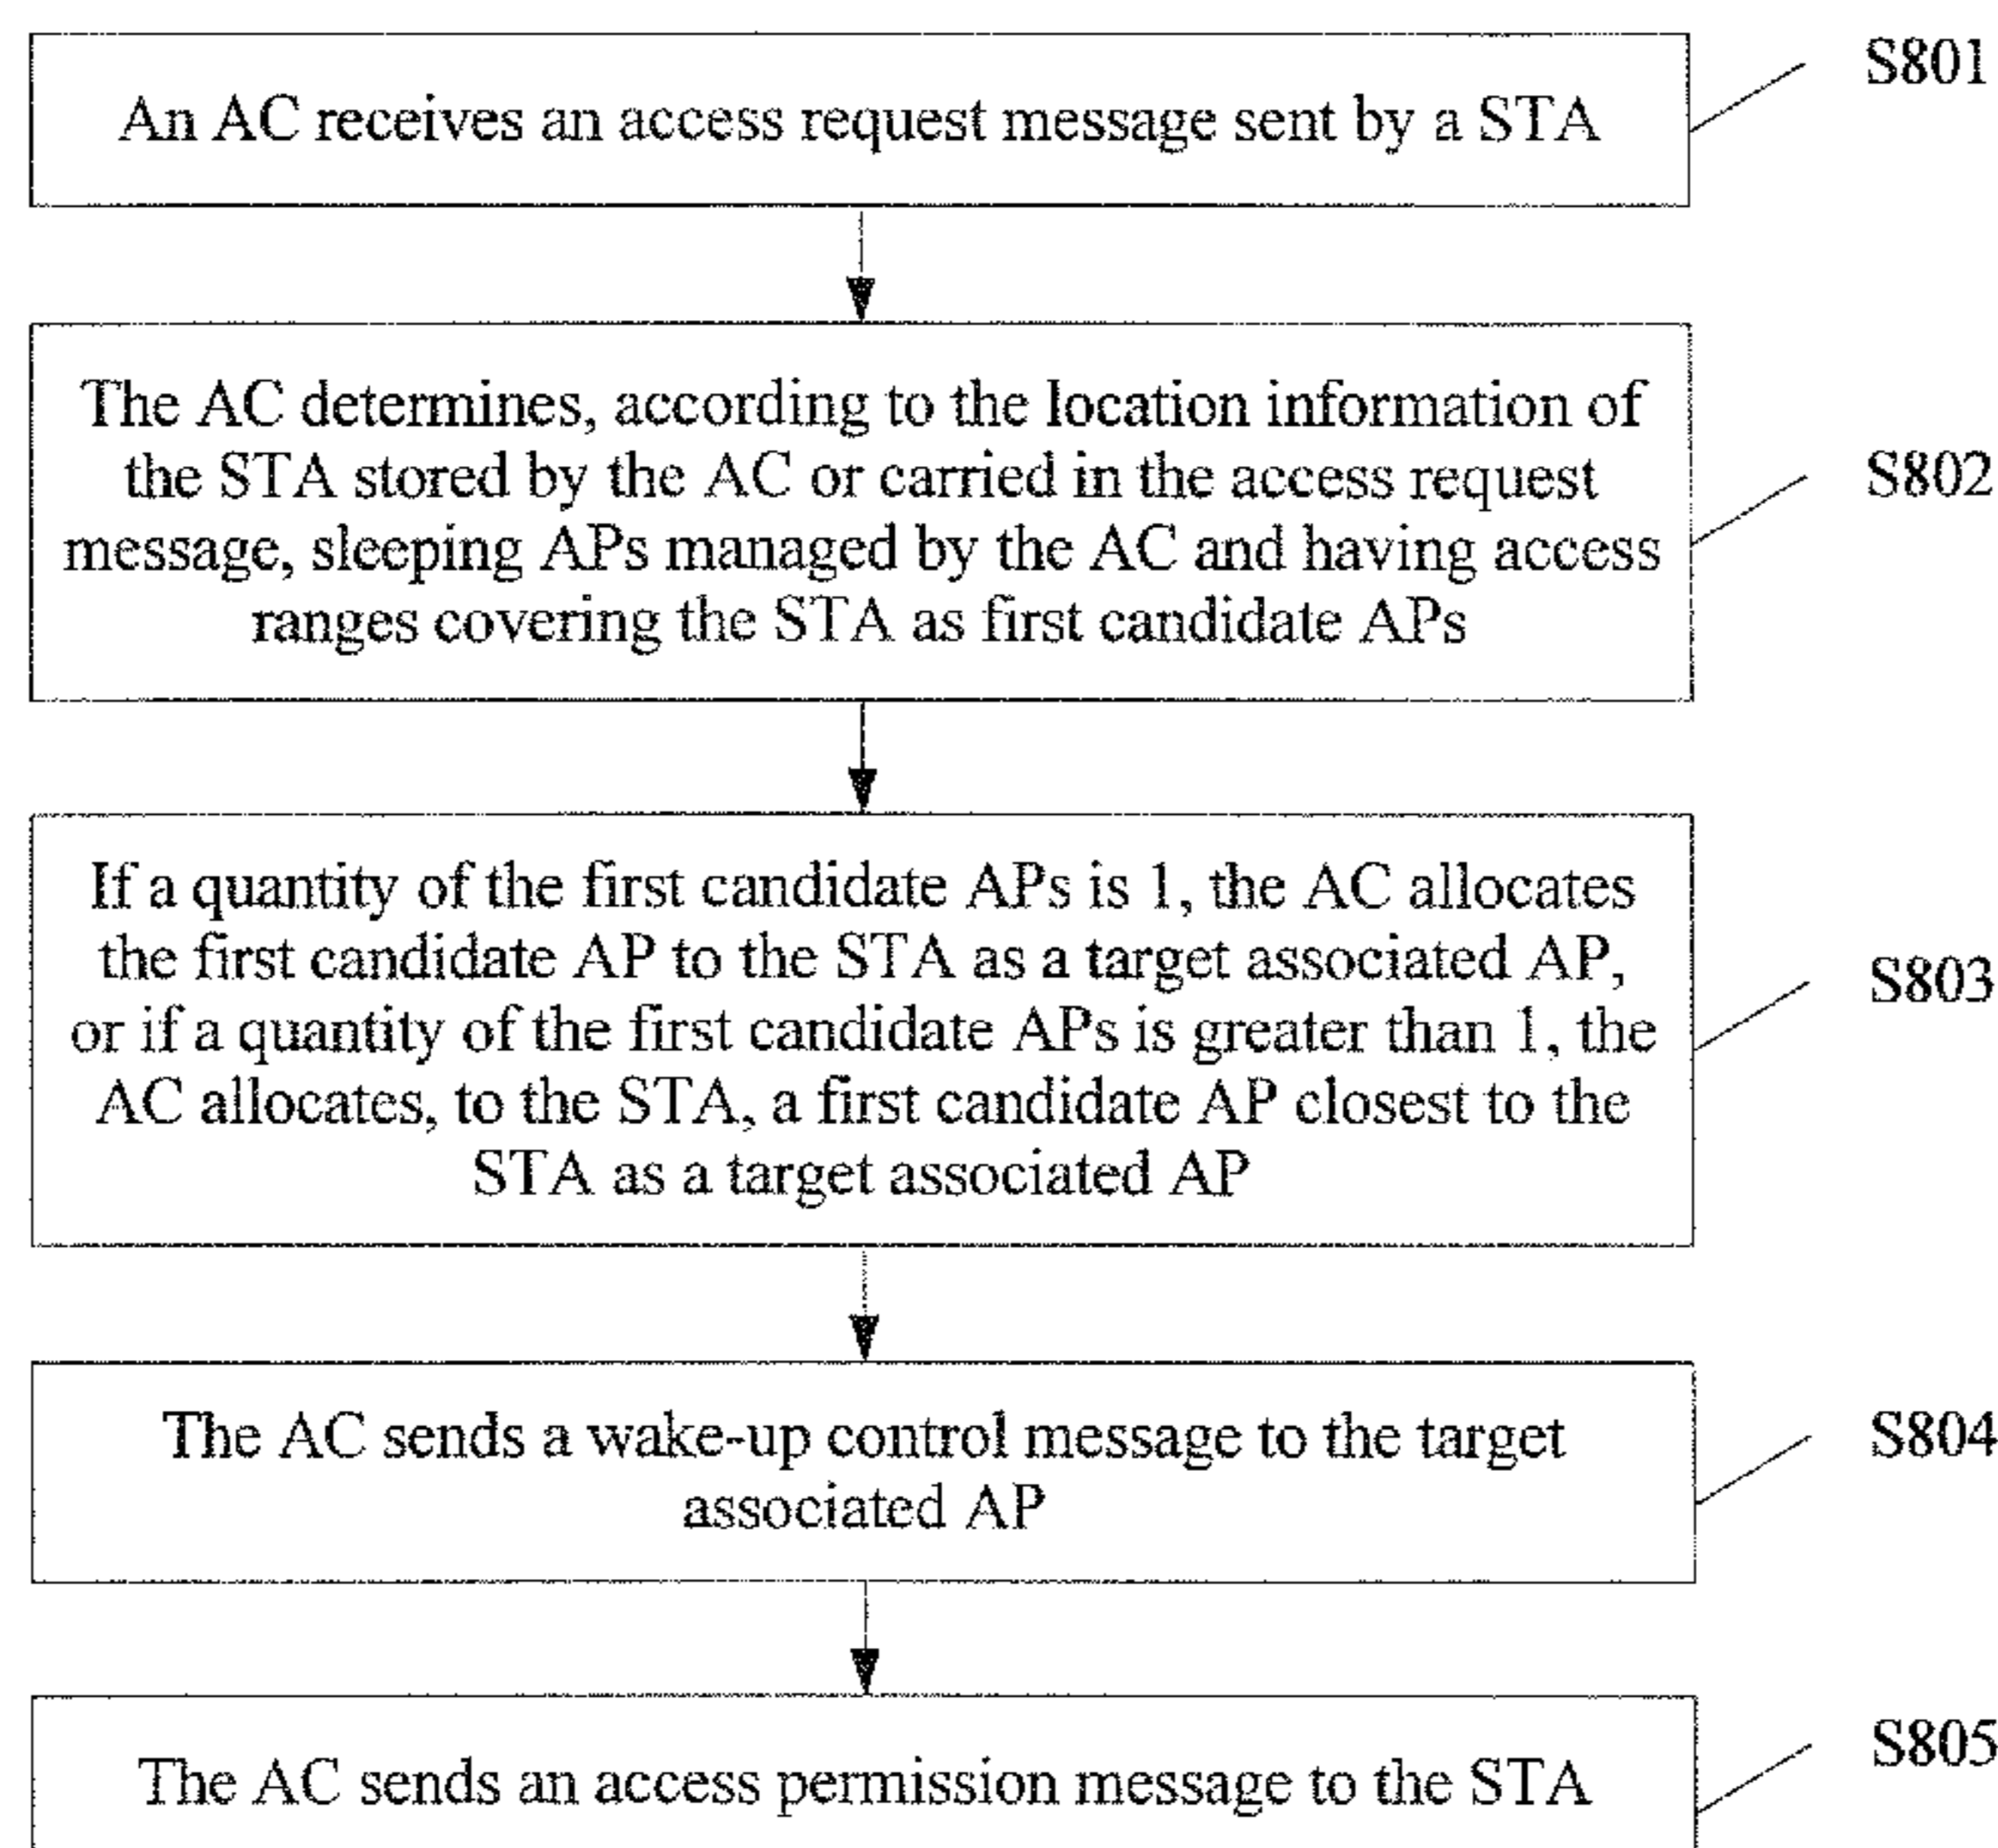 S801
An AC receives an access request message sent by a STA
The AC determines, according to the location information of
the STA stored by the AC or carried in the access request
message, sleeping APs managed by the AC and having access
ranges covering the STA as first candidate APs
S802
If a quantity of the first candidate APs is 1, the AC allocates
the first candidate AP to the STA as a target associated AP,
or if a quantity of the first candidate APs is greater than 1, the
AC allocates, to the STA, a first candidate AP closest to the
STA as a target associated AP
S803
The AC sends a wake-up control message to the target
associated AP
S804
The AC sends an access permission message to the STA
S805